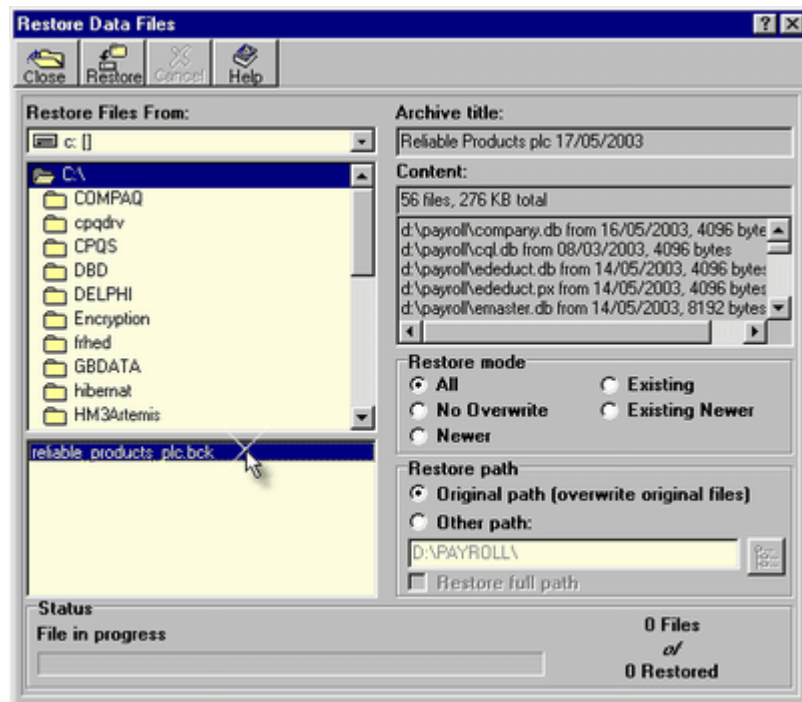 Restore Data Files
Close Restore Cancel Help
Restore Files From:
c: []
C:\
COMPAQ
cpqdrv
CPQS
DBD
DELPHI
Encryption
frhed
GBDATA
hibernat
HM3Artemis
reliable_products_plc.bck
Archive title:
Reliable Products plc 17/05/2003
Content:
56 files, 276 KB total
d:\payroll\company.db from 16/05/2003, 4096 byte
d:\payroll\cql.db from 08/03/2003, 4096 bytes
d:\payroll\ededuct.db from 14/05/2003, 4096 byte
d:\payroll\ededuct.px from 14/05/2003, 4096 byte
d:\payroll\emaster.db from 14/05/2003, 8192 bytes
Restore mode
All Existing
No Overwrite Existing Newer
Newer
Restore path
Original path (overwrite original files)
Other path:
D:\PAYROLL\
Restore full path
Status
File in progress
0 Files
of
0 Restored